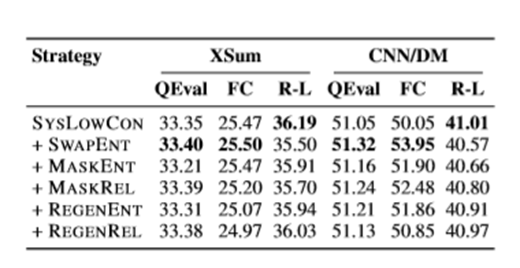 Strategy XSum CNN/DM
QEval FC R-L QEval FC R-L
SYSLOWCON 33.35 25.47 36.19 51.05 50.05 41.01
+ SWAPENT 33.40 25.50 35.50 51.32 53.95 40.57
+ MASKENT 33.21 25.47 35.91 51.16 51.90 40.66
+ MASKREL 33.39 25.20 35.70 51.24 52.48 40.80
+ REGENENT 33.31 25.07 35.94 51.21 51.86 40.91
+ REGENREL 33.38 24.97 36.03 51.13 50.85 40.97